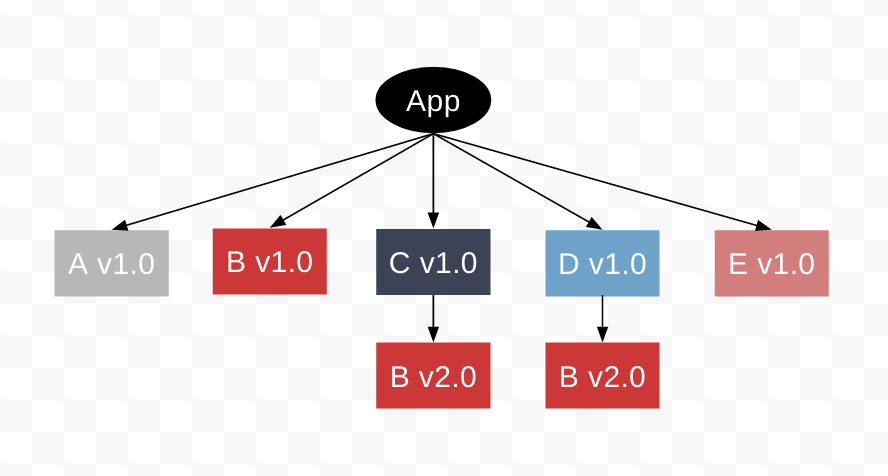 App
A v1.0
B v1.0
C v1.0
D v1.0
E v1.0
B v2.0
B v2.0